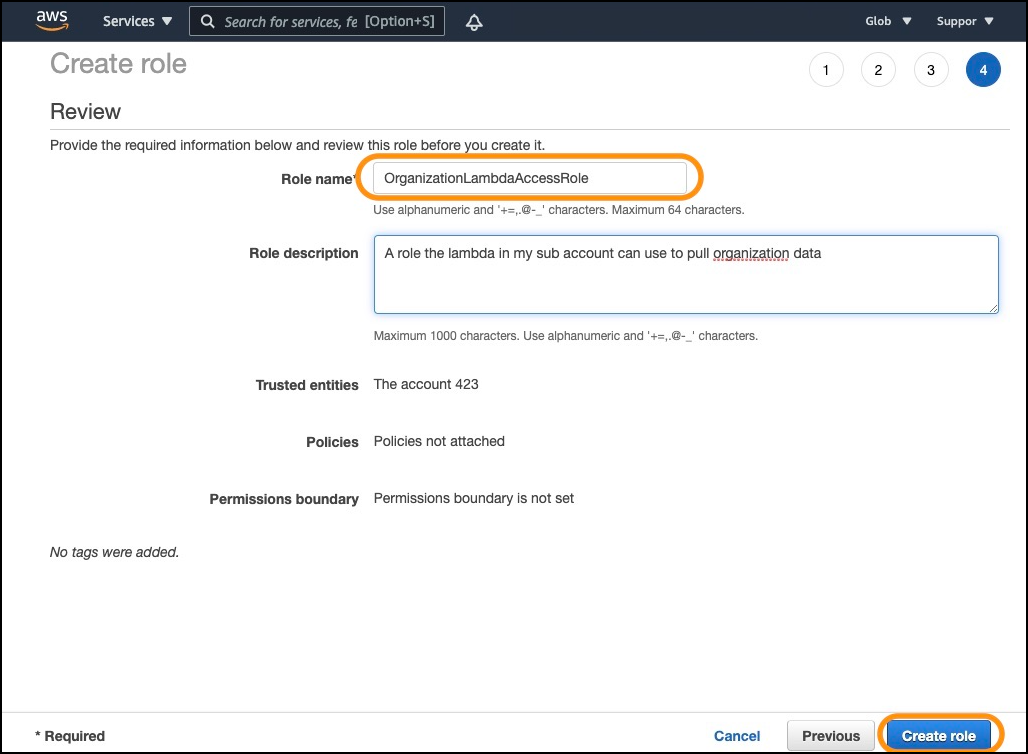 aws Services Search for services, fe [Option+S] Glob Suppor
Create role 1 2 3 4
Review
Provide the required information below and review this role before you create it.
Role name* OrganizationLambdaAccessRole
Use alphanumeric and '+=,.@-_' characters. Maximum 64 characters.
Role description A role the lambda in my sub account can use to pull organization data
Maximum 1000 characters. Use alphanumeric and '+=,.@-_' characters.
Trusted entities The account 423
Policies Policies not attached
Permissions boundary Permissions boundary is not set
No tags were added.
* Required Cancel Previous Create role